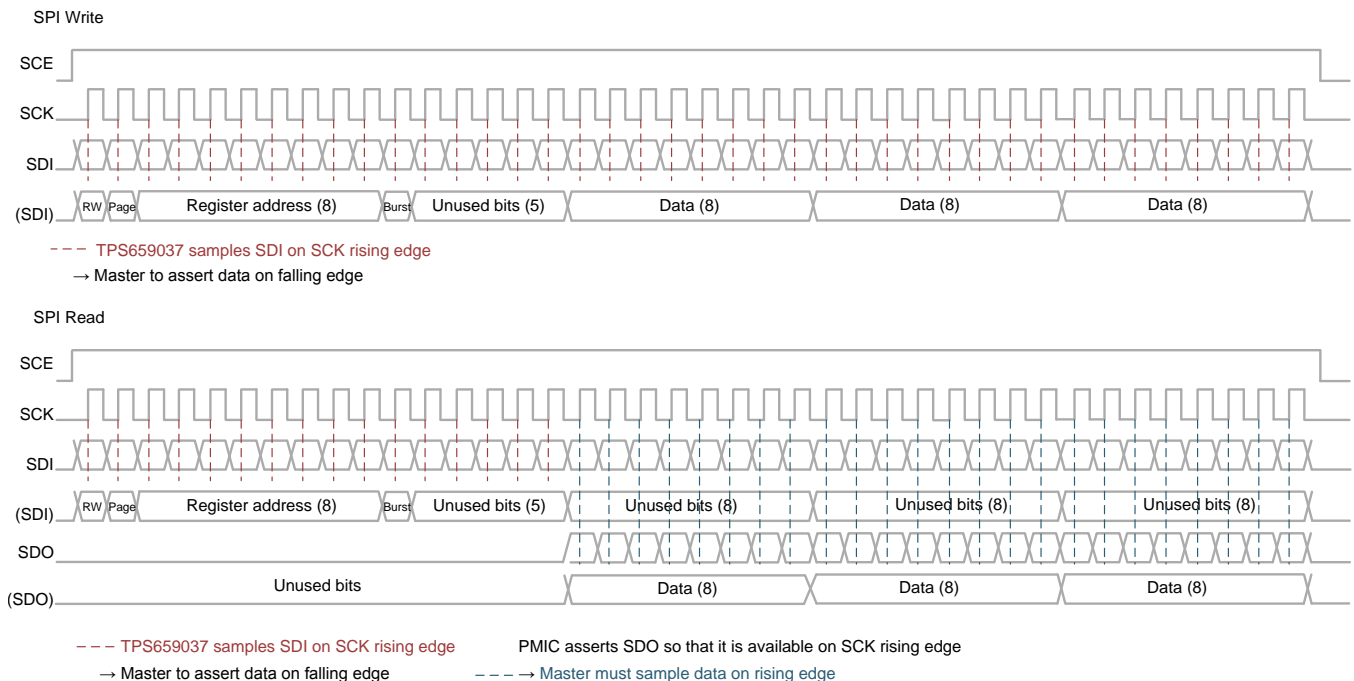 SPI Write
SCE
SCK
SDI
(SDI) RW Page Register address (8) Burst Unused bits (5) Data (8) Data (8) Data (8)
TPS659037 samples SDI on SCK rising edge
→ Master to assert data on falling edge
SPI Read
SCE
SCK
SDI
(SDI) RW Page Register address (8) Burst Unused bits (5) Unused bits (8) Unused bits (8) Unused bits (8)
SDO
(SDO) Unused bits Data (8) Data (8) Data (8)
TPS659037 samples SDI on SCK rising edge PMIC asserts SDO so that it is available on SCK rising edge
→ Master to assert data on falling edge → Master must sample data on rising edge